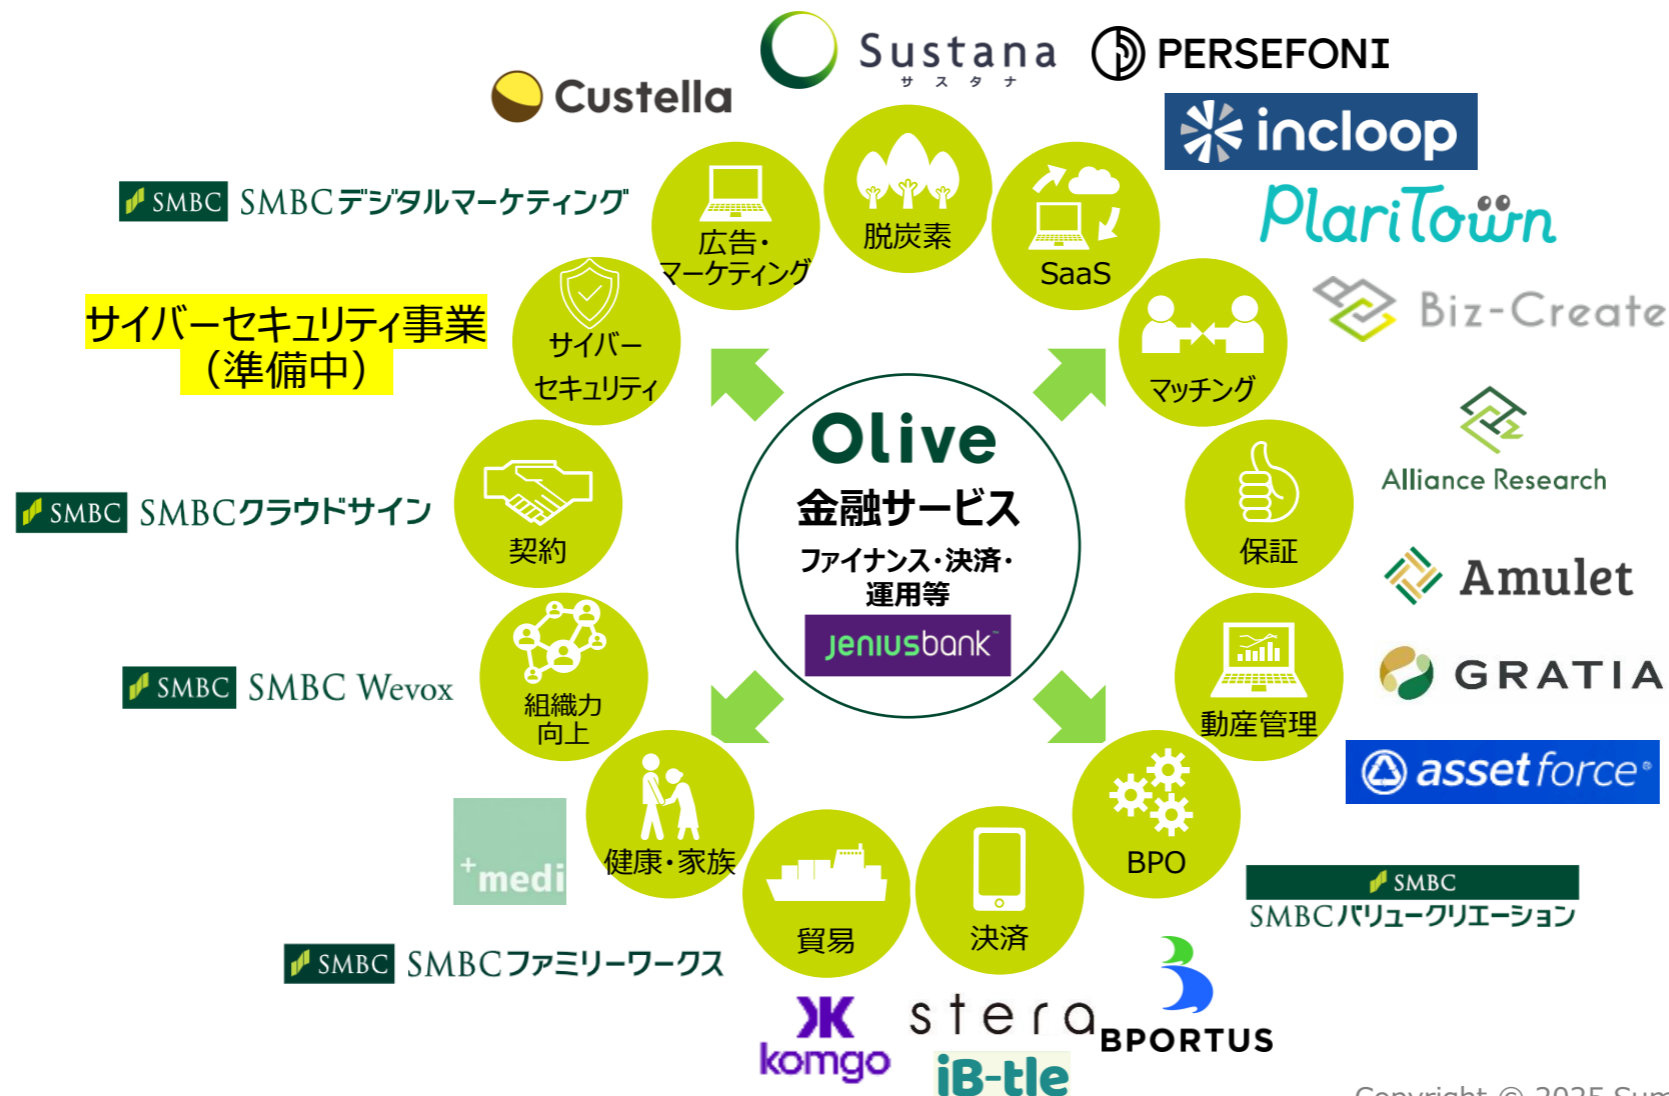 Sustana
サスタナ
PERSEFONI
Custella
incloop
SMBC SMBCデジタルマーケティング
PlariTown
広告・
マーケティング
脱炭素
SaaS
Biz-Create
サイバーセキュリティ事業
（準備中）
サイバー
セキュリティ
マッチング
Olive
金融サービス
ファイナンス・決済・
運用等
jeniusbank™
Alliance Research
SMBC SMBCクラウドサイン
契約
保証
Amulet
SMBC SMBC Wevox
組織力
向上
動産管理
GRATIA
assetforce®
+medi
健康・家族
BPO
SMBC
SMBCバリュークリエーション
貿易
決済
SMBC SMBCファミリーワークス
komgo
stera
iB-tle
BPORTUS
Copyright © 2025 Sum